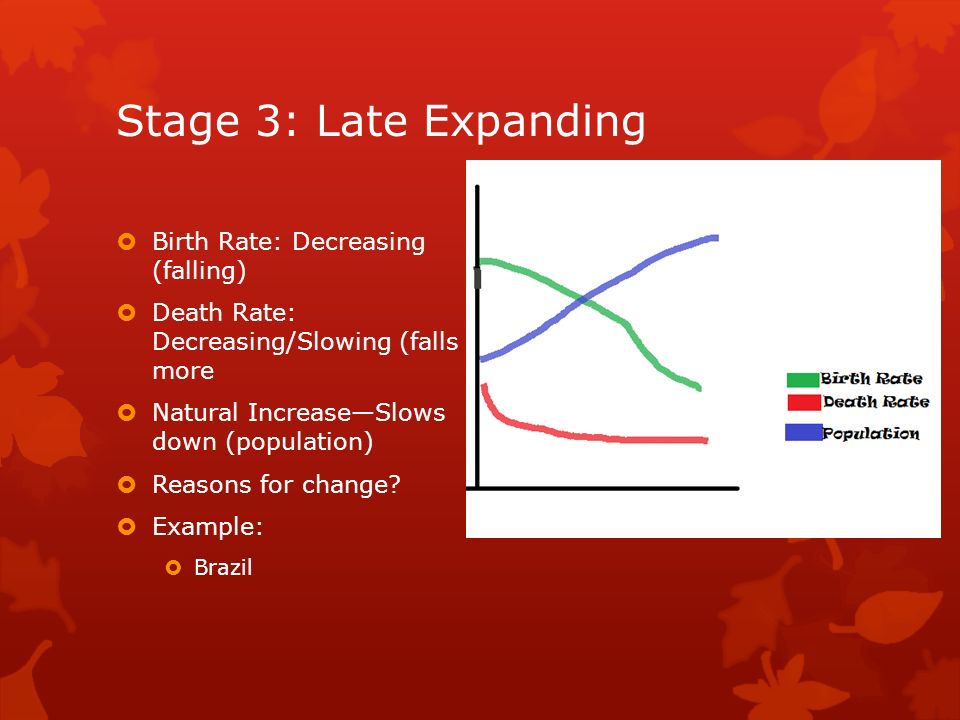 Stage 3: Late Expanding
Birth Rate: Decreasing
(falling)
Death Rate:
Decreasing/Slowing (falls
more
Natural Increase—Slows
down (population)
Reasons for change?
Example:
Brazil
Birth Rate
Death Rate
Population